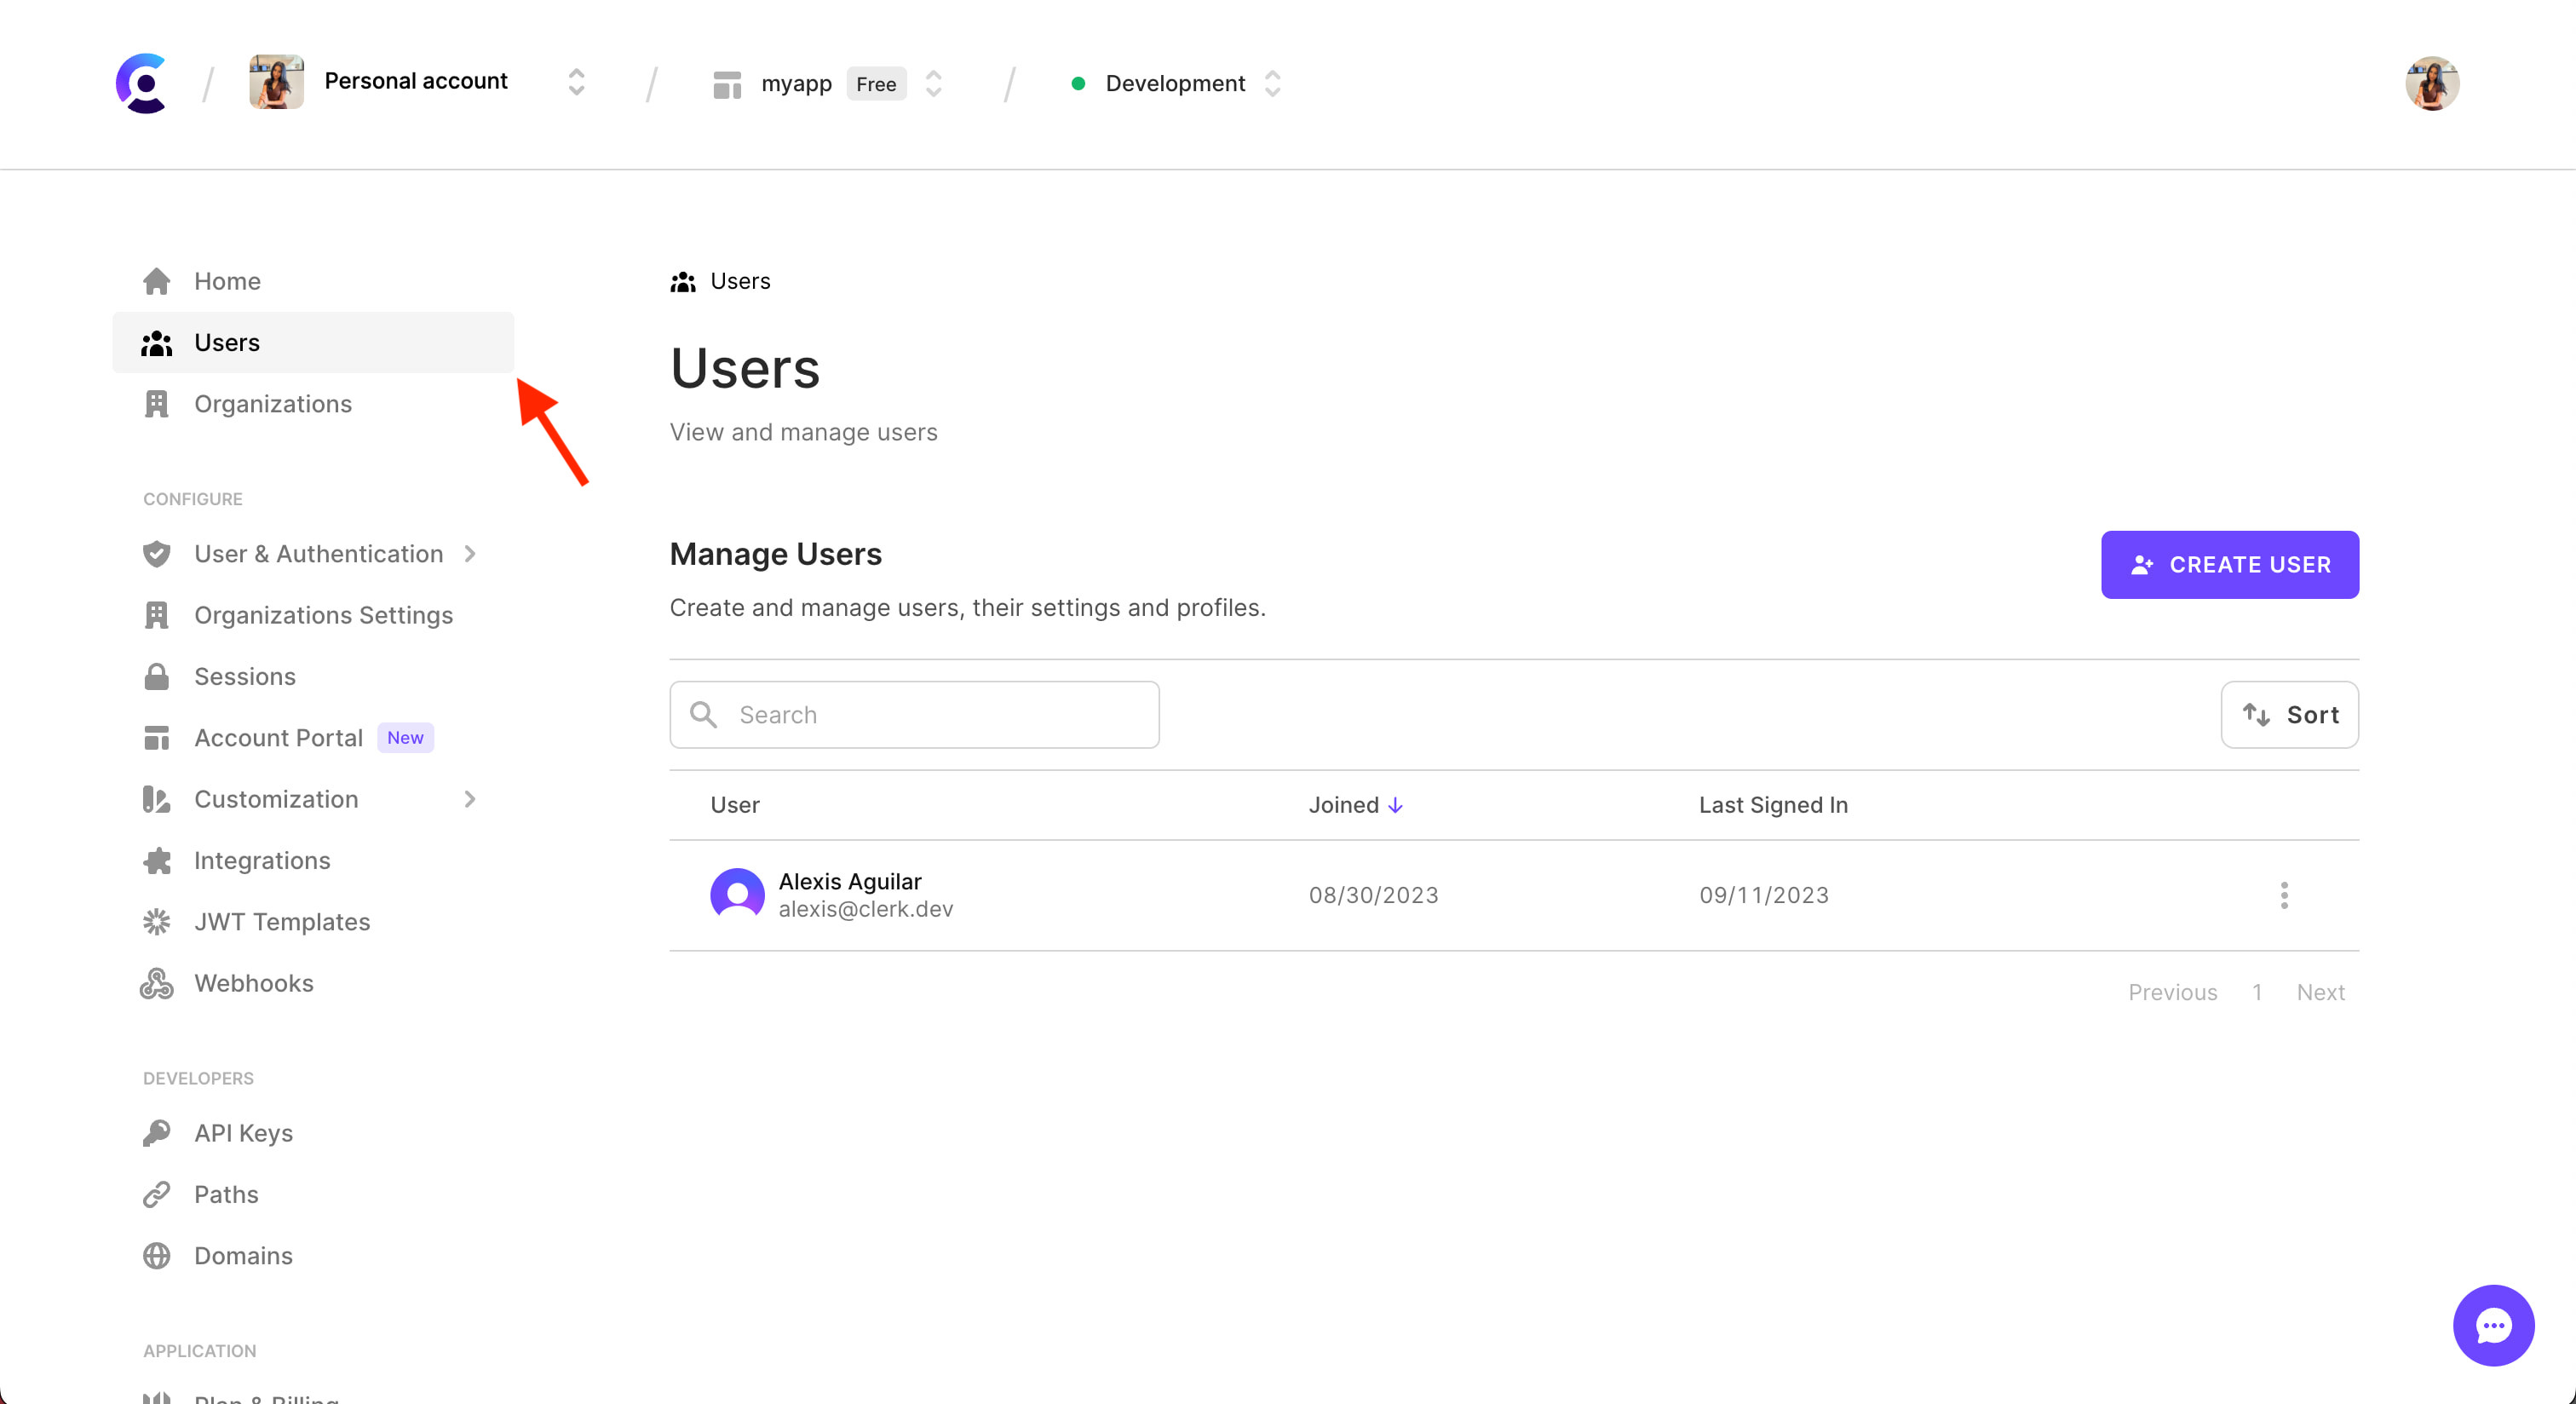 Personal account
myapp Free
Development
Home
Users
Organizations
CONFIGURE
User & Authentication
Organizations Settings
Sessions
Account Portal New
Customization
Integrations
JWT Templates
Webhooks
DEVELOPERS
API Keys
Paths
Domains
APPLICATION
Plan & Billing
Users
Users
View and manage users
Manage Users
Create and manage users, their settings and profiles.
CREATE USER
Search
Sort
User Joined Last Signed In
Alexis Aguilar
alexis@clerk.dev
08/30/2023 09/11/2023
Previous 1 Next